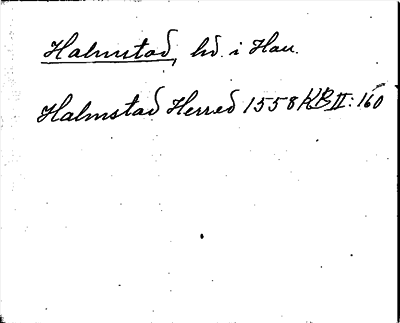 Halmstad, hd. i Hall.
Halmstad Herred 1558 KB II: 160